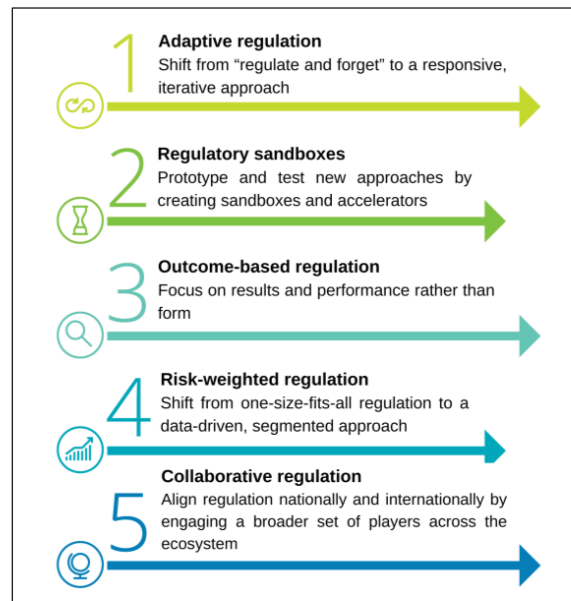 1
Adaptive regulation
Shift from “regulate and forget” to a responsive,
iterative approach
2
Regulatory sandboxes
Prototype and test new approaches by
creating sandboxes and accelerators
3
Outcome-based regulation
Focus on results and performance rather than
form
4
Risk-weighted regulation
Shift from one-size-fits-all regulation to a
data-driven, segmented approach
5
Collaborative regulation
Align regulation nationally and internationally by
engaging a broader set of players across the
ecosystem